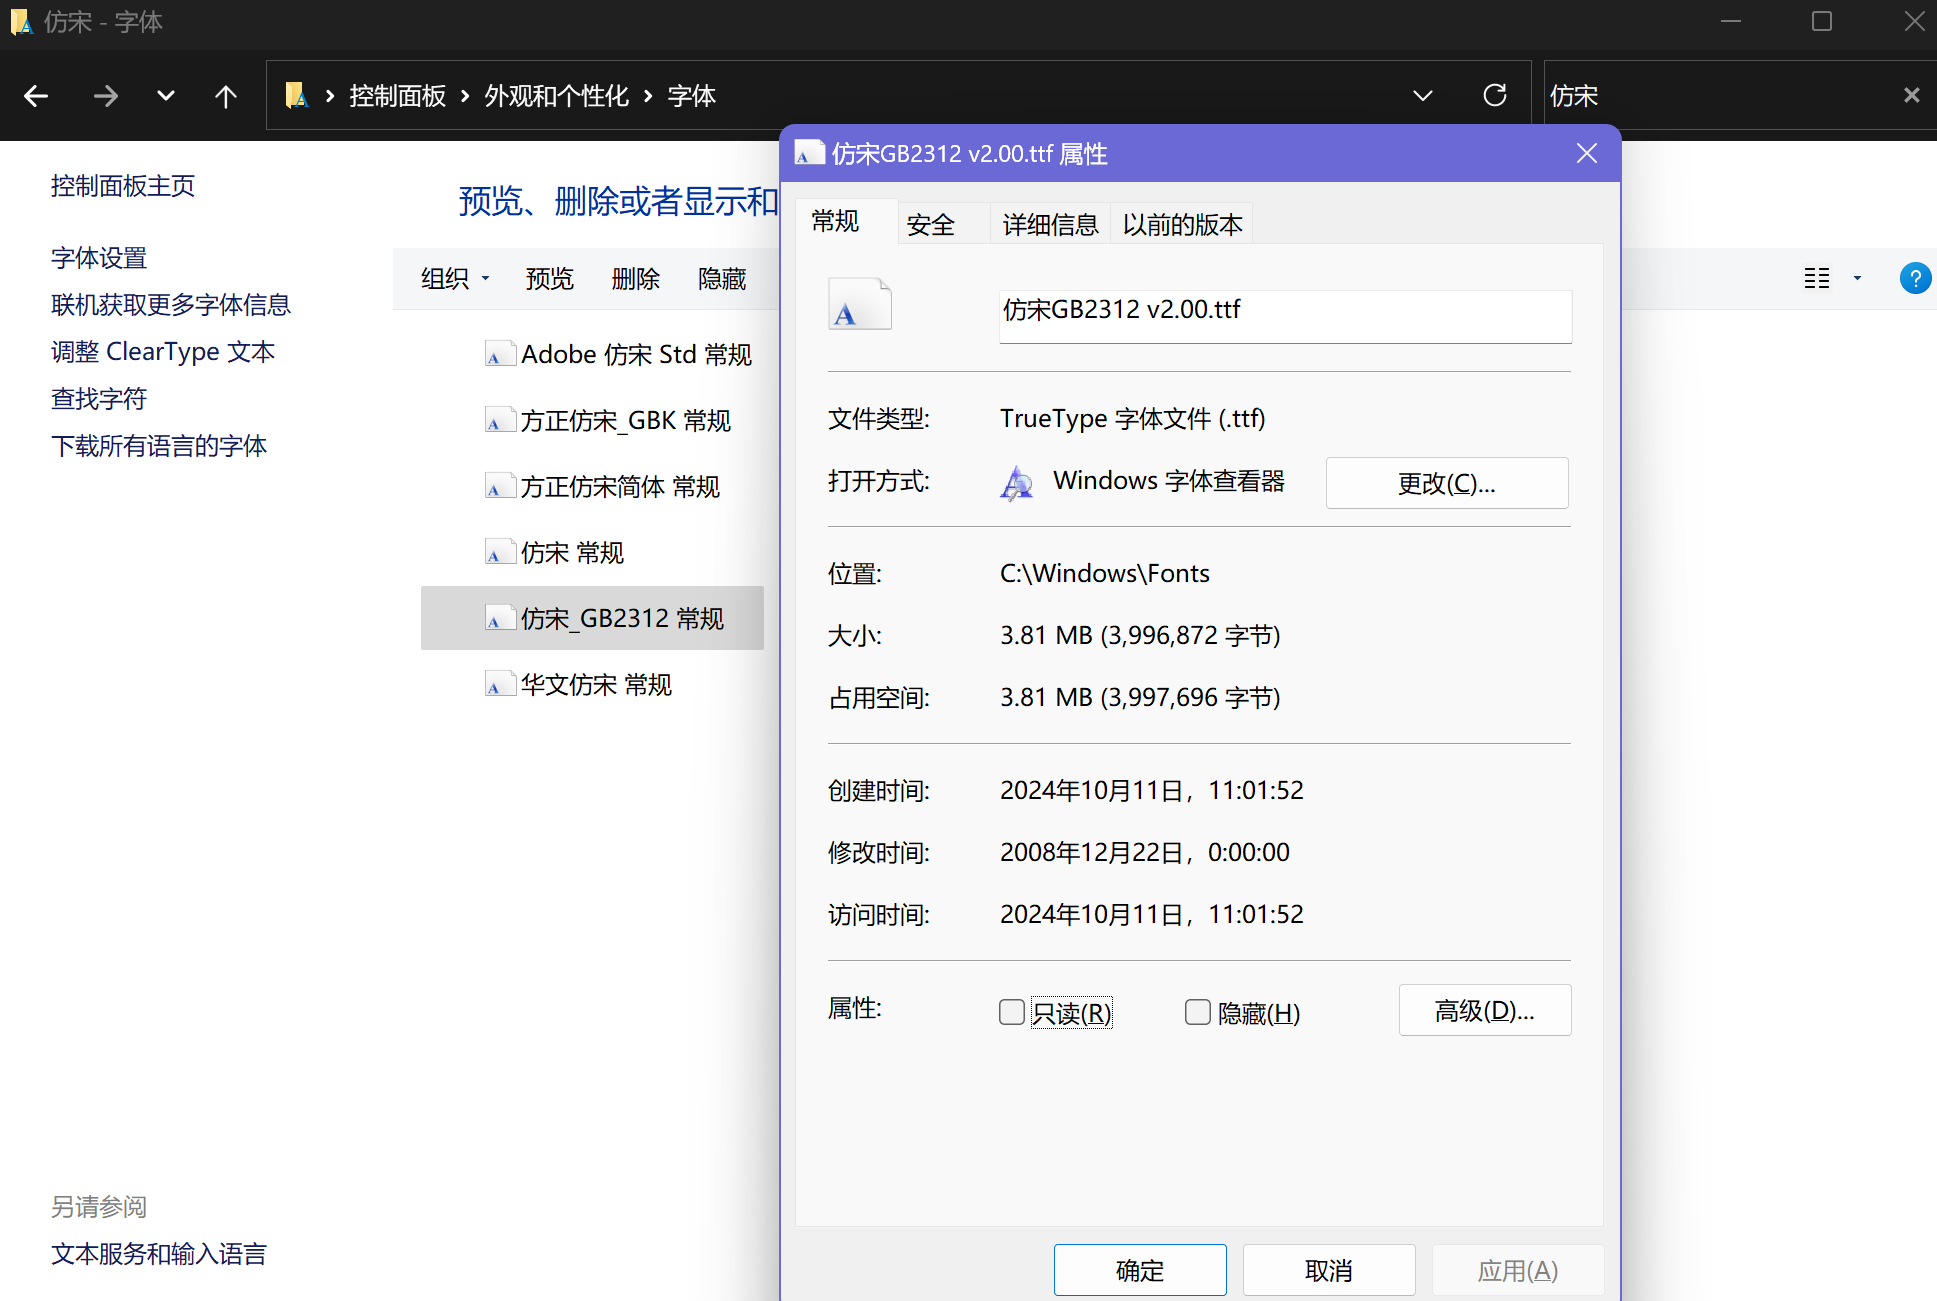 仿宋 - 字体
控制面板 外观和个性化 字体
仿宋
控制面板主页
字体设置
联机获取更多字体信息
调整 ClearType 文本
查找字符
下载所有语言的字体
另请参阅
文本服务和输入语言
预览、删除或者显示和
组织 预览 删除 隐藏
Adobe 仿宋 Std 常规
方正仿宋_GBK 常规
方正仿宋简体 常规
仿宋 常规
仿宋_GB2312 常规
华文仿宋 常规
仿宋GB2312 v2.00.ttf 属性
常规 安全 详细信息 以前的版本
仿宋GB2312 v2.00.ttf
文件类型: TrueType 字体文件 (.ttf)
打开方式: Windows 字体查看器 更改(C)...
位置: C:\Windows\Fonts
大小: 3.81 MB (3,996,872 字节)
占用空间: 3.81 MB (3,997,696 字节)
创建时间: 2024年10月11日，11:01:52
修改时间: 2008年12月22日，0:00:00
访问时间: 2024年10月11日，11:01:52
属性: 只读(R) 隐藏(H) 高级(D)...
确定 取消 应用(A)